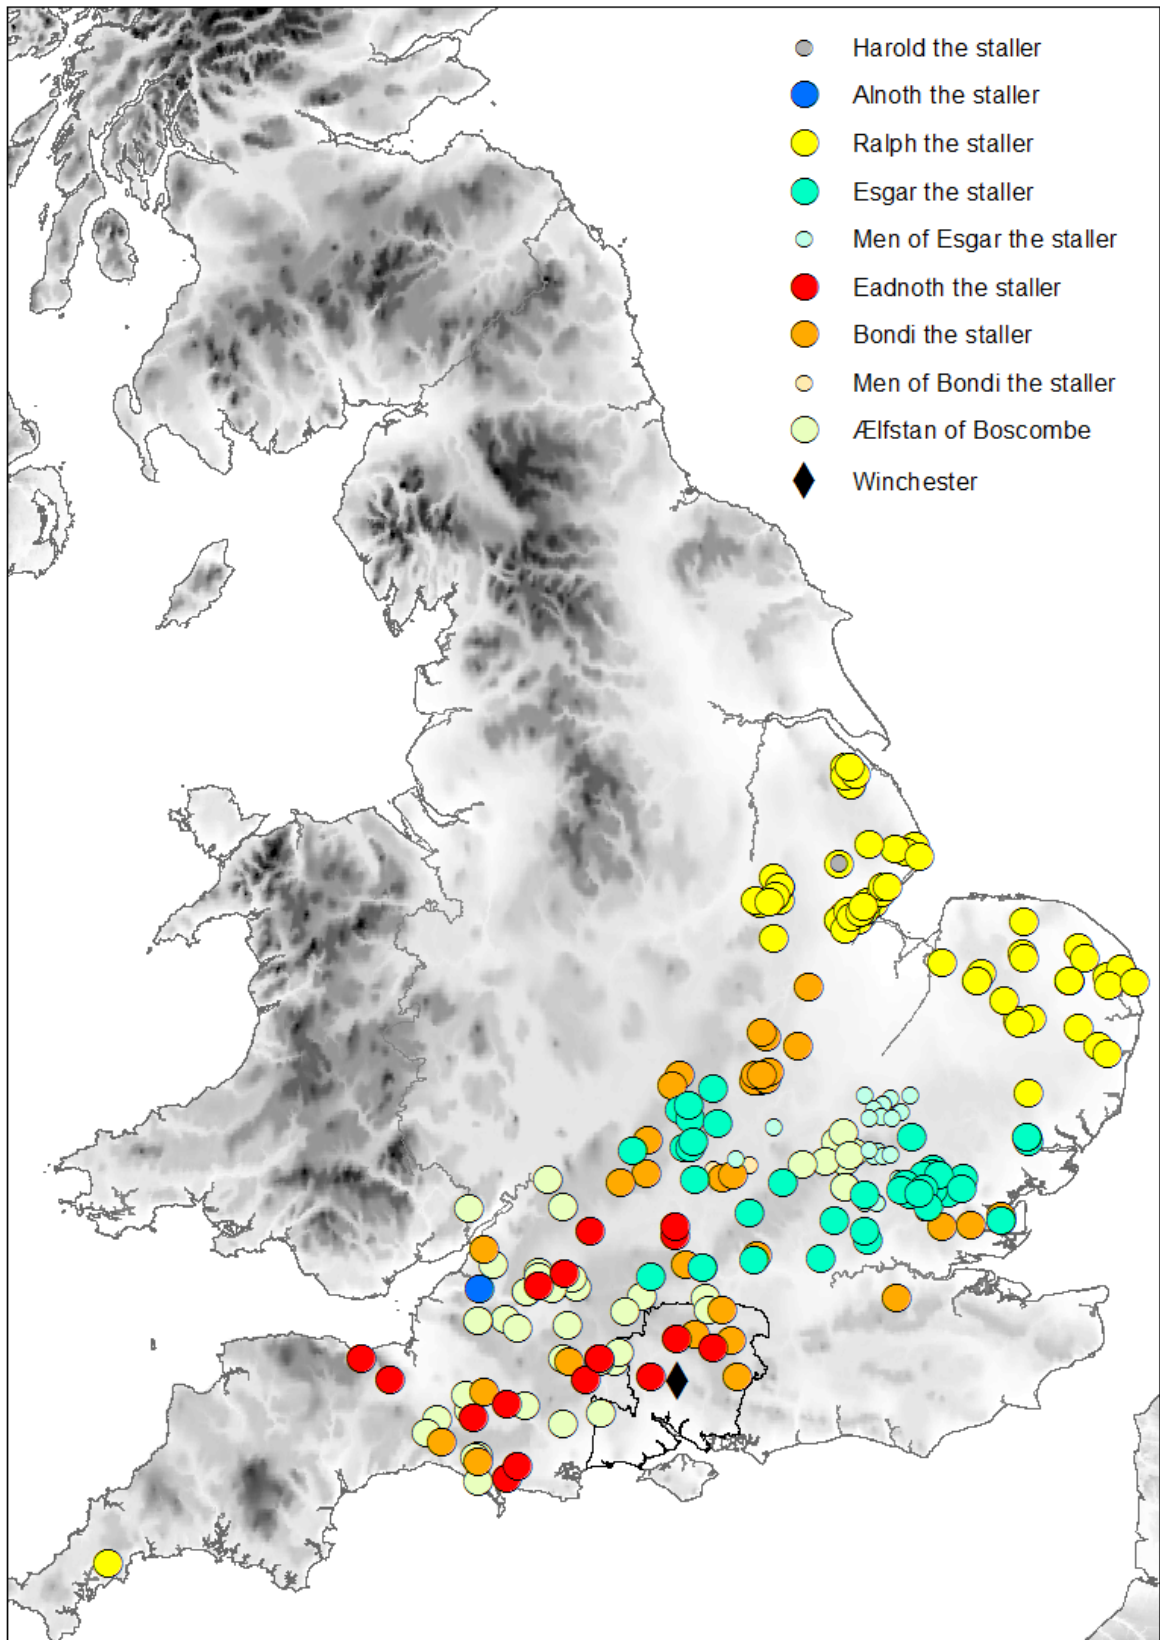 Harold the staller
Alnoth the staller
Ralph the staller
Esgar the staller
Men of Esgar the staller
Eadnoth the staller
Bondi the staller
Men of Bondi the staller
Ælfstan of Boscombe
Winchester